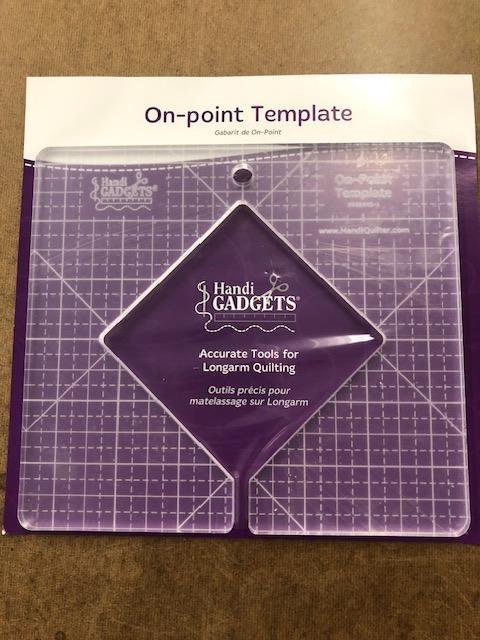 On-point Template
Gabarit de On-Point
Handi
GADGETS®
On-Point
Template
www.HandiQuilter.com
Handi
GADGETS®
Accurate Tools for
Longarm Quilting
Outils précis pour
matelassage sur Longarm